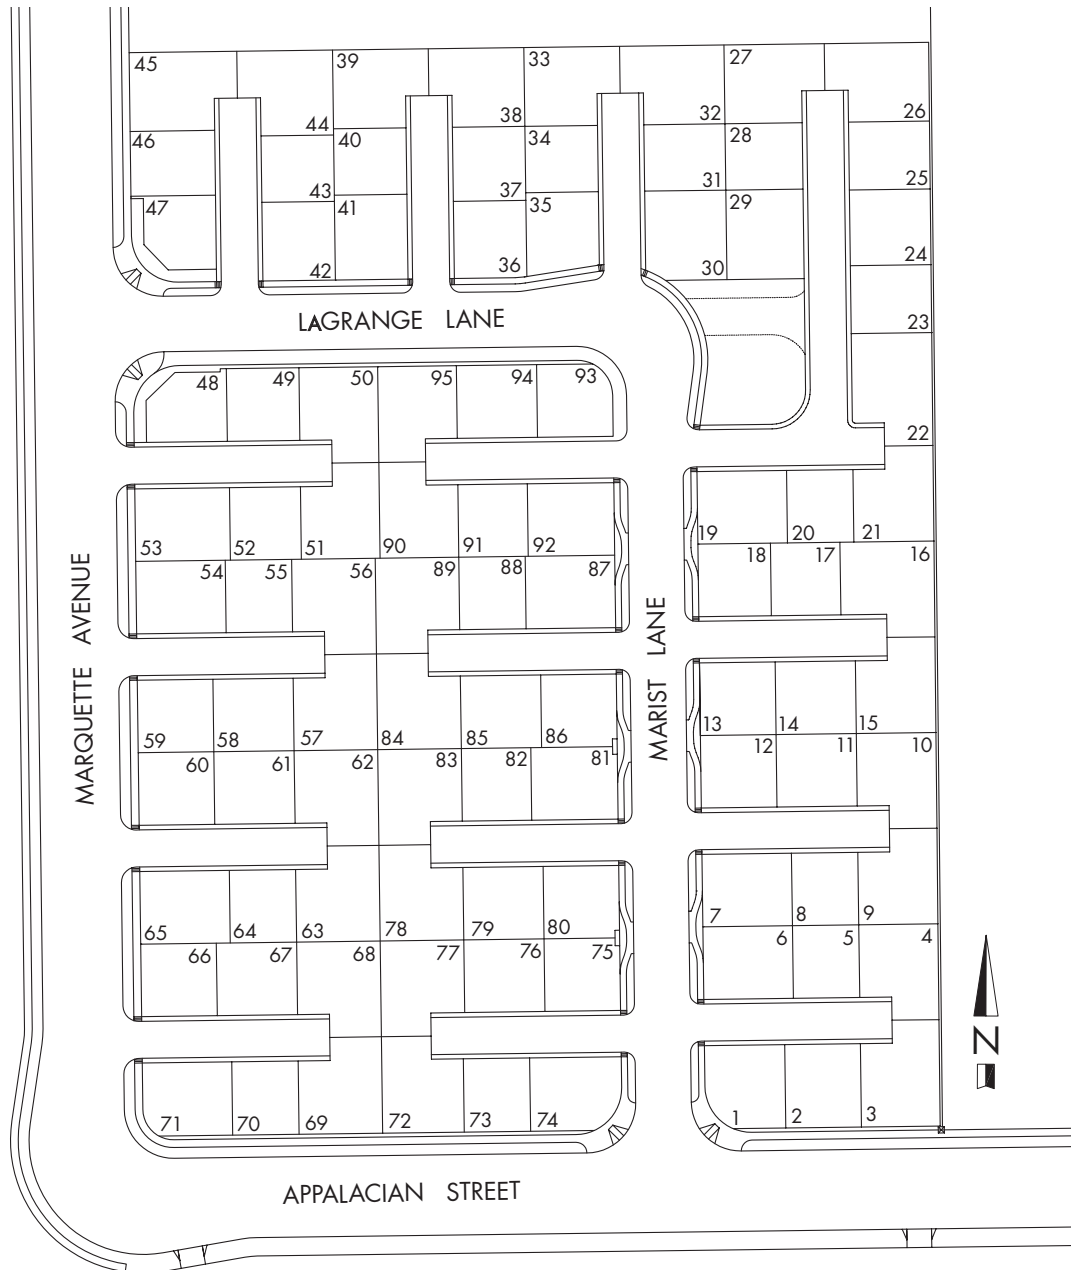 45 39 33 27
44 38 32 26
46 40 34 28
43 37 31 25
47 41 35 29
42 36 30 24
LAGRANGE LANE
23
48 49 50 95 94 93
22
53 52 51 90 91 92
19 20 21
54 55 56 89 88 87
18 17 16
MARQUETTE AVENUE
MARIST LANE
59 58 57 84 85 86
13 14 15
60 61 62 83 82 81
12 11 10
65 64 63 78 79 80
7 8 9
66 67 68 77 76 75
6 5 4
N
71 70 69 72 73 74
1 2 3
APPALACIAN STREET